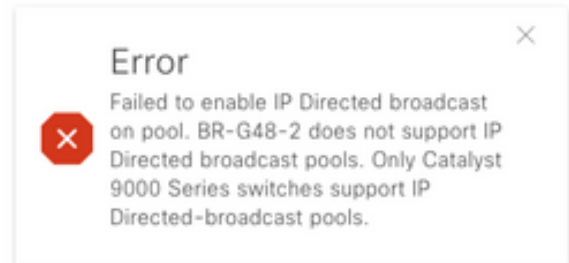 Error
Failed to enable IP Directed broadcast
on pool. BR-G48-2 does not support IP
Directed broadcast pools. Only Catalyst
9000 Series switches support IP
Directed-broadcast pools.